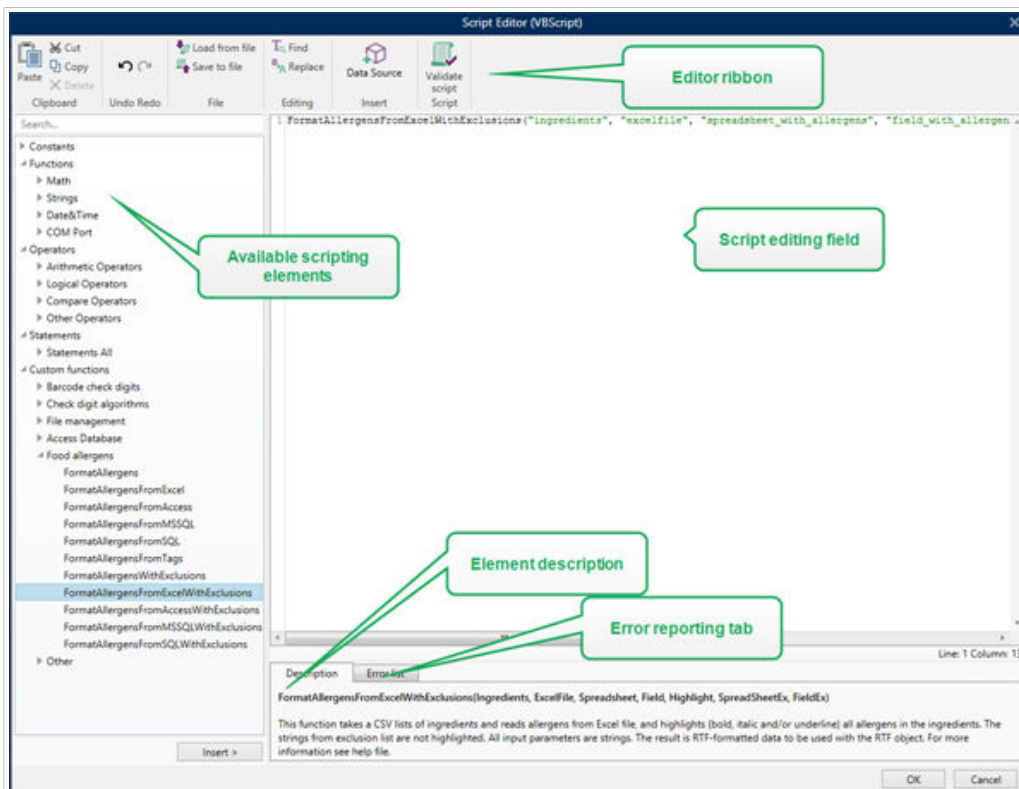 Script Editor (VBScript)
Cut
Copy
Delete
Paste
Clipboard
Undo Redo
Load from file
Save to file
File
Find
Replace
Editing
Data Source
Insert
Validate
script
Script
Editor ribbon
Search...
Constants
Functions
Math
Strings
Date&Time
COM Port
Operators
Arithmetic Operators
Logical Operators
Compare Operators
Other Operators
Statements
Statements All
Custom functions
Barcode check digits
Check digit algorithms
File management
Access Database
Food allergens
FormatAllergens
FormatAllergensFromExcel
FormatAllergensFromAccess
FormatAllergensFromMSSQL
FormatAllergensFromSQL
FormatAllergensFromTags
FormatAllergensWithExclusions
FormatAllergensFromExcelWithExclusions
FormatAllergensFromAccessWithExclusions
FormatAllergensFromMSSQLWithExclusions
FormatAllergensFromSQLWithExclusions
Other
Insert >
Available scripting
elements
1 FormatAllergensFromExcelWithExclusions("ingredients", "excelfile", "spreadsheet_with_allergens", "field_with_allergen
Script editing field
Element description
Error reporting tab
Line: 1 Column: 13
Description
Error list
FormatAllergensFromExcelWithExclusions(Ingredients, ExcelFile, Spreadsheet, Field, Highlight, SpreadSheetEx, FieldEx)
This function takes a CSV lists of ingredients and reads allergens from Excel file, and highlights (bold, italic and/or underline) all allergens in the ingredients. The
strings from exclusion list are not highlighted. All input parameters are strings. The result is RTF-formatted data to be used with the RTF object. For more
information see help file.
OK
Cancel